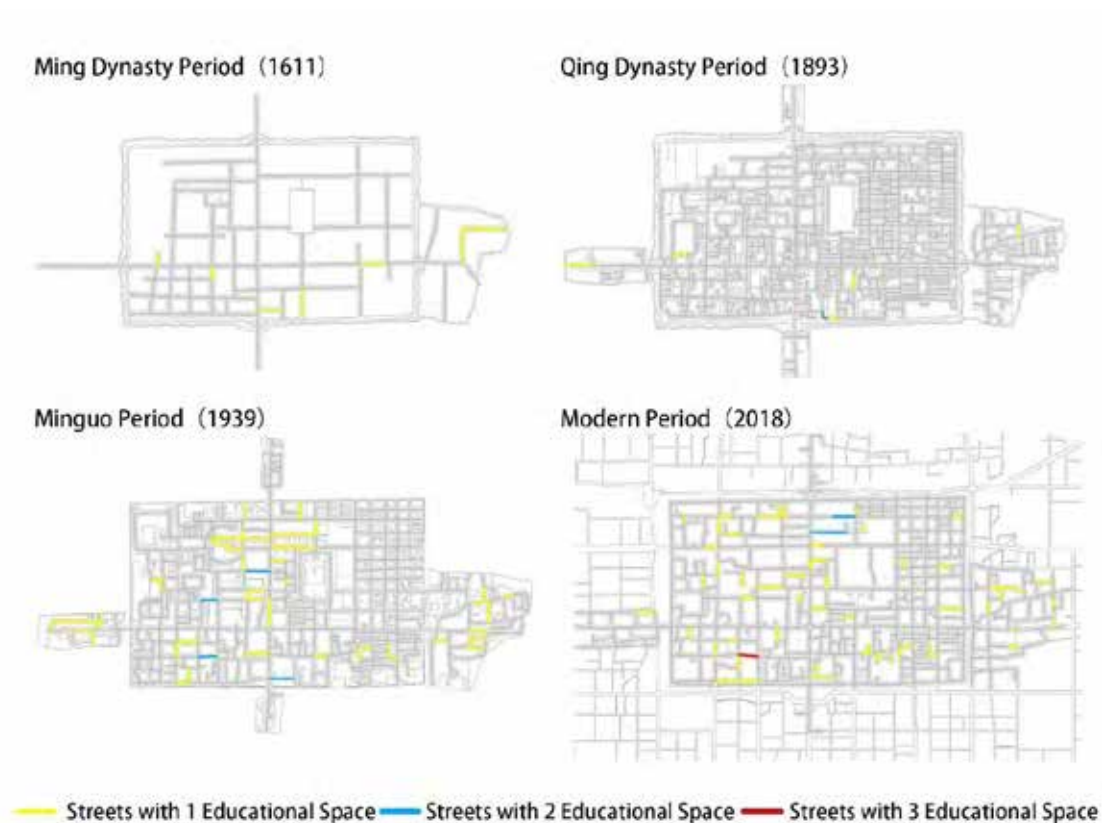 Ming Dynasty Period（1611）
Qing Dynasty Period（1893）
Minguo Period（1939）
Modern Period（2018）
Streets with 1 Educational Space
Streets with 2 Educational Space
Streets with 3 Educational Space